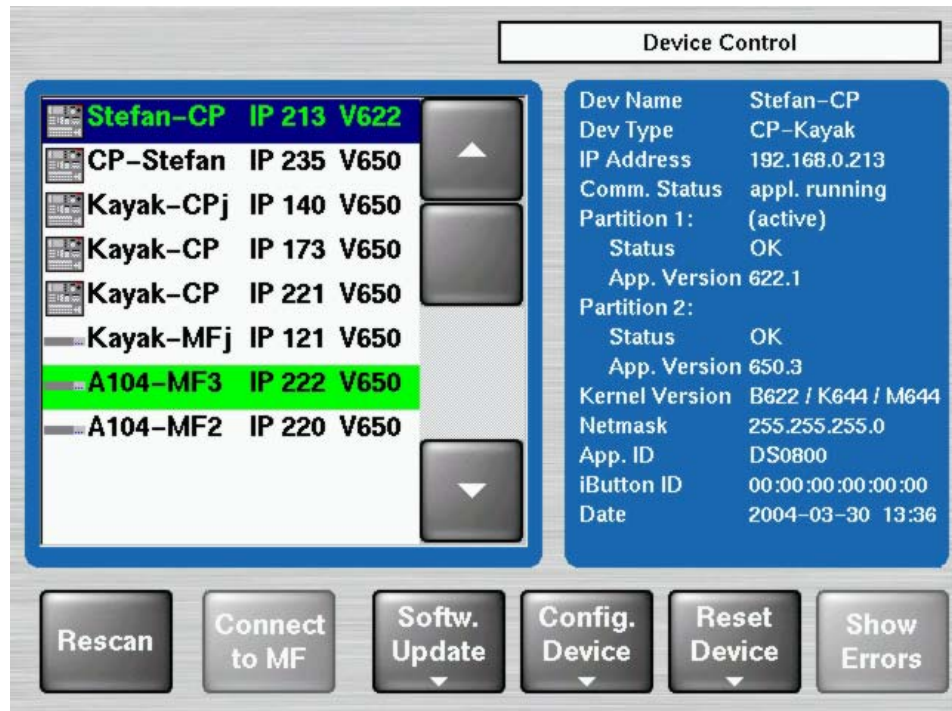 Device Control
Stefan-CP IP 213 V622
CP-Stefan IP 235 V650
Kayak-CPj IP 140 V650
Kayak-CP IP 173 V650
Kayak-CP IP 221 V650
Kayak-MFj IP 121 V650
A104-MF3 IP 222 V650
A104-MF2 IP 220 V650
Dev Name Stefan-CP
Dev Type CP-Kayak
IP Address 192.168.0.213
Comm. Status appl. running
Partition 1: (active)
Status OK
App. Version 622.1
Partition 2:
Status OK
App. Version 650.3
Kernel Version B622 / K644 / M644
Netmask 255.255.255.0
App. ID DS0800
iButton ID 00:00:00:00:00:00
Date 2004-03-30 13:36
Rescan
Connect
to MF
Softw.
Update
Config.
Device
Reset
Device
Show
Errors